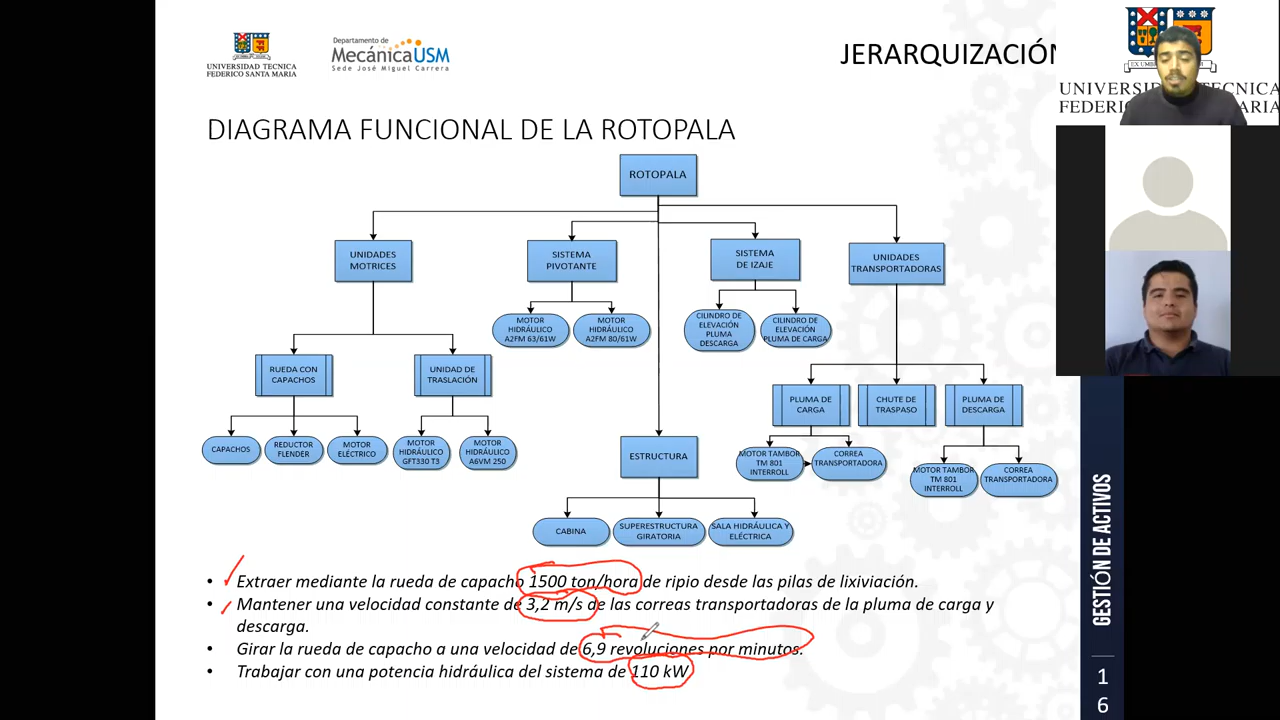 UNIVERSIDAD TECNICA
FEDERICO SANTA MARIA
Departamento de
MecánicaUSM
Sede José Miguel Carrera
JERARQUIZACIÓN
EX UMBR
UNIVERSIDAD TECNICA
FEDERICO SANTA MARIA
DIAGRAMA FUNCIONAL DE LA ROTOPALA
ROTOPALA
UNIDADES
MOTRICES
SISTEMA
PIVOTANTE
SISTEMA
DE IZAJE
UNIDADES
TRANSPORTADORAS
MOTOR
HIDRÁULICO
A2FM 63/61W
MOTOR
HIDRÁULICO
A2FM 80/61W
CILINDRO DE
ELEVACIÓN
PLUMA
DESCARGA
CILINDRO DE
ELEVACIÓN
PLUMA DE CARGA
RUEDA CON
CAPACHOS
UNIDAD DE
TRASLACIÓN
PLUMA DE
CARGA
CHUTE DE
TRASPASO
PLUMA DE
DESCARGA
CAPACHOS
REDUCTOR
FLENDER
MOTOR
ELÉCTRICO
MOTOR
HIDRÁULICO
GFT330 T3
MOTOR
HIDRÁULICO
A6VM 250
ESTRUCTURA
MOTOR TAMBOR
TM 801
INTERROLL
CORREA
TRANSPORTADORA
MOTOR TAMBOR
TM 801
INTERROLL
CORREA
TRANSPORTADORA
CABINA
SUPERESTRUCTURA
GIRATORIA
SALA HIDRÁULICA Y
ELÉCTRICA
• Extraer mediante la rueda de capacho 1500 ton/hora de ripio desde las pilas de lixiviación.
• Mantener una velocidad constante de 3,2 m/s de las correas transportadoras de la pluma de carga y
descarga.
• Girar la rueda de capacho a una velocidad de 6,9 revoluciones por minutos.
• Trabajar con una potencia hidráulica del sistema de 110 kW
GESTIÓN DE ACTIVOS
1
6